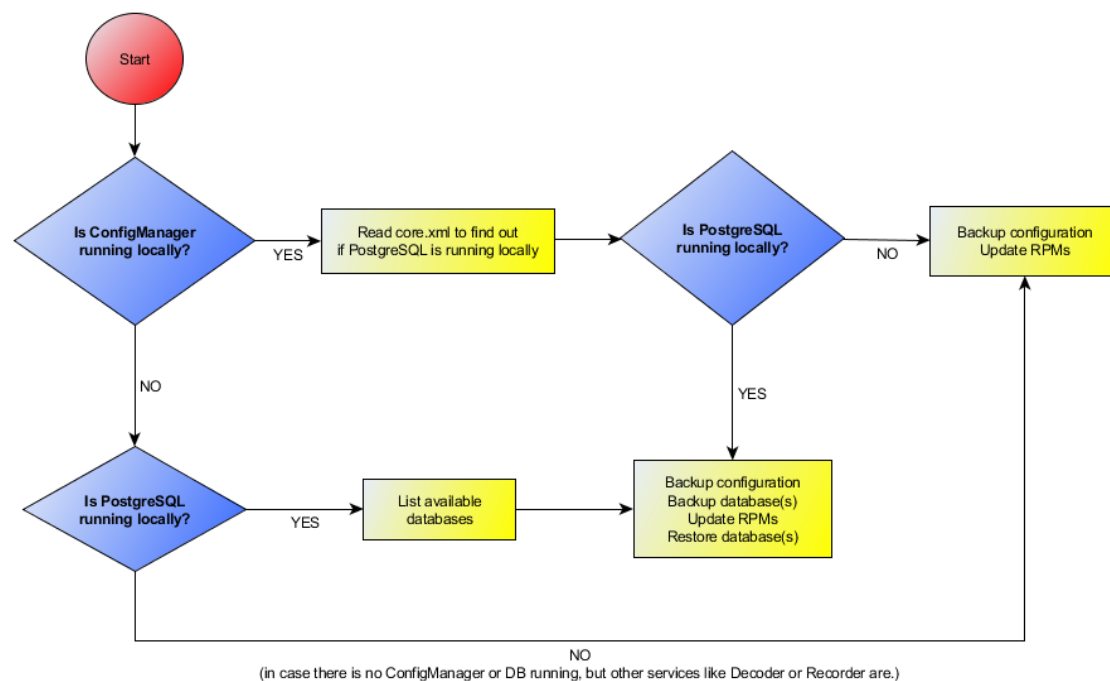 Start
Is ConfigManager
running locally?
YES
Read core.xml to find out
if PostgreSQL is running locally
Is PostgreSQL
running locally?
NO
Backup configuration
Update RPMs
NO
YES
Is PostgreSQL
running locally?
YES
List available
databases
Backup configuration
Backup database(s)
Update RPMs
Restore database(s)
NO
(in case there is no ConfigManager or DB running, but other services like Decoder or Recorder are.)